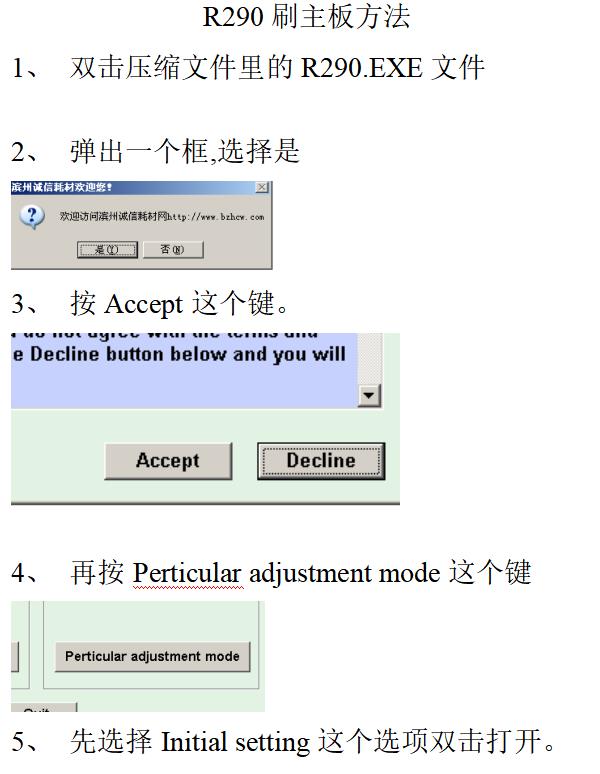 R290 刷主板方法
1、 双击压缩文件里的 R290.EXE 文件
2、 弹出一个框,选择是
滨州诚信耗材欢迎您!
欢迎访问滨州诚信耗材网http://www.bzhcw.com
是(Y) 否(N)
3、 按 Accept 这个键。
do not agree with the terms and
e Decline button below and you will
Accept Decline
4、 再按 Perticular adjustment mode 这个键
Perticular adjustment mode
Quit
5、 先选择 Initial setting 这个选项双击打开。